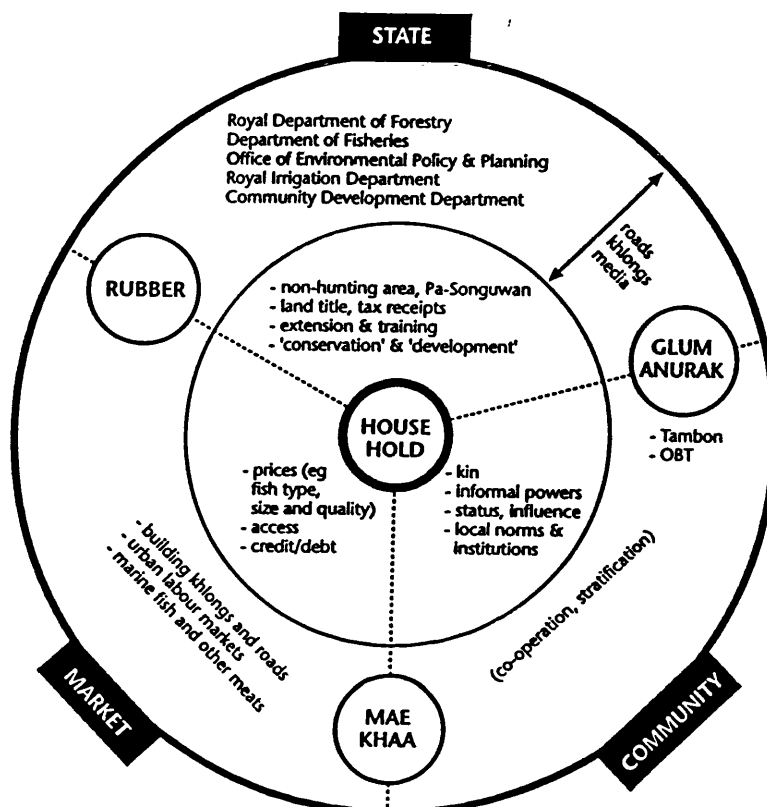 STATE
Royal Department of Forestry
Department of Fisheries
Office of Environmental Policy & Planning
Royal Irrigation Department
Community Development Department
roads
khlongs
media
RUBBER
- non-hunting area, Pa-Songuwan
- land title, tax receipts
- extension & training
- 'conservation' & 'development'
GLUM
ANURAK
- Tambon
- OBT
HOUSE
HOLD
- prices (eg
fish type,
size and quality)
- access
- credit/debt
- kin
- informal powers
- status, influence
- local norms &
institutions
- building khlongs and roads
- urban labour markets
- marine fish and other meats
(co-operation, stratification)
MARKET
MAE
KHAA
COMMUNITY